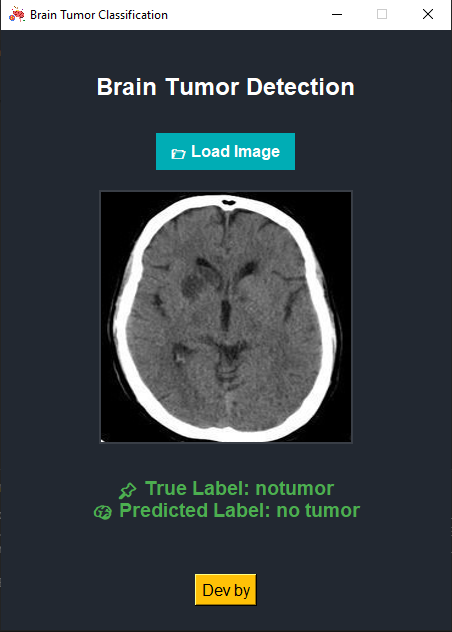 Brain Tumor Classification
Brain Tumor Detection
Load Image
True Label: notumor
Predicted Label: no tumor
Dev by